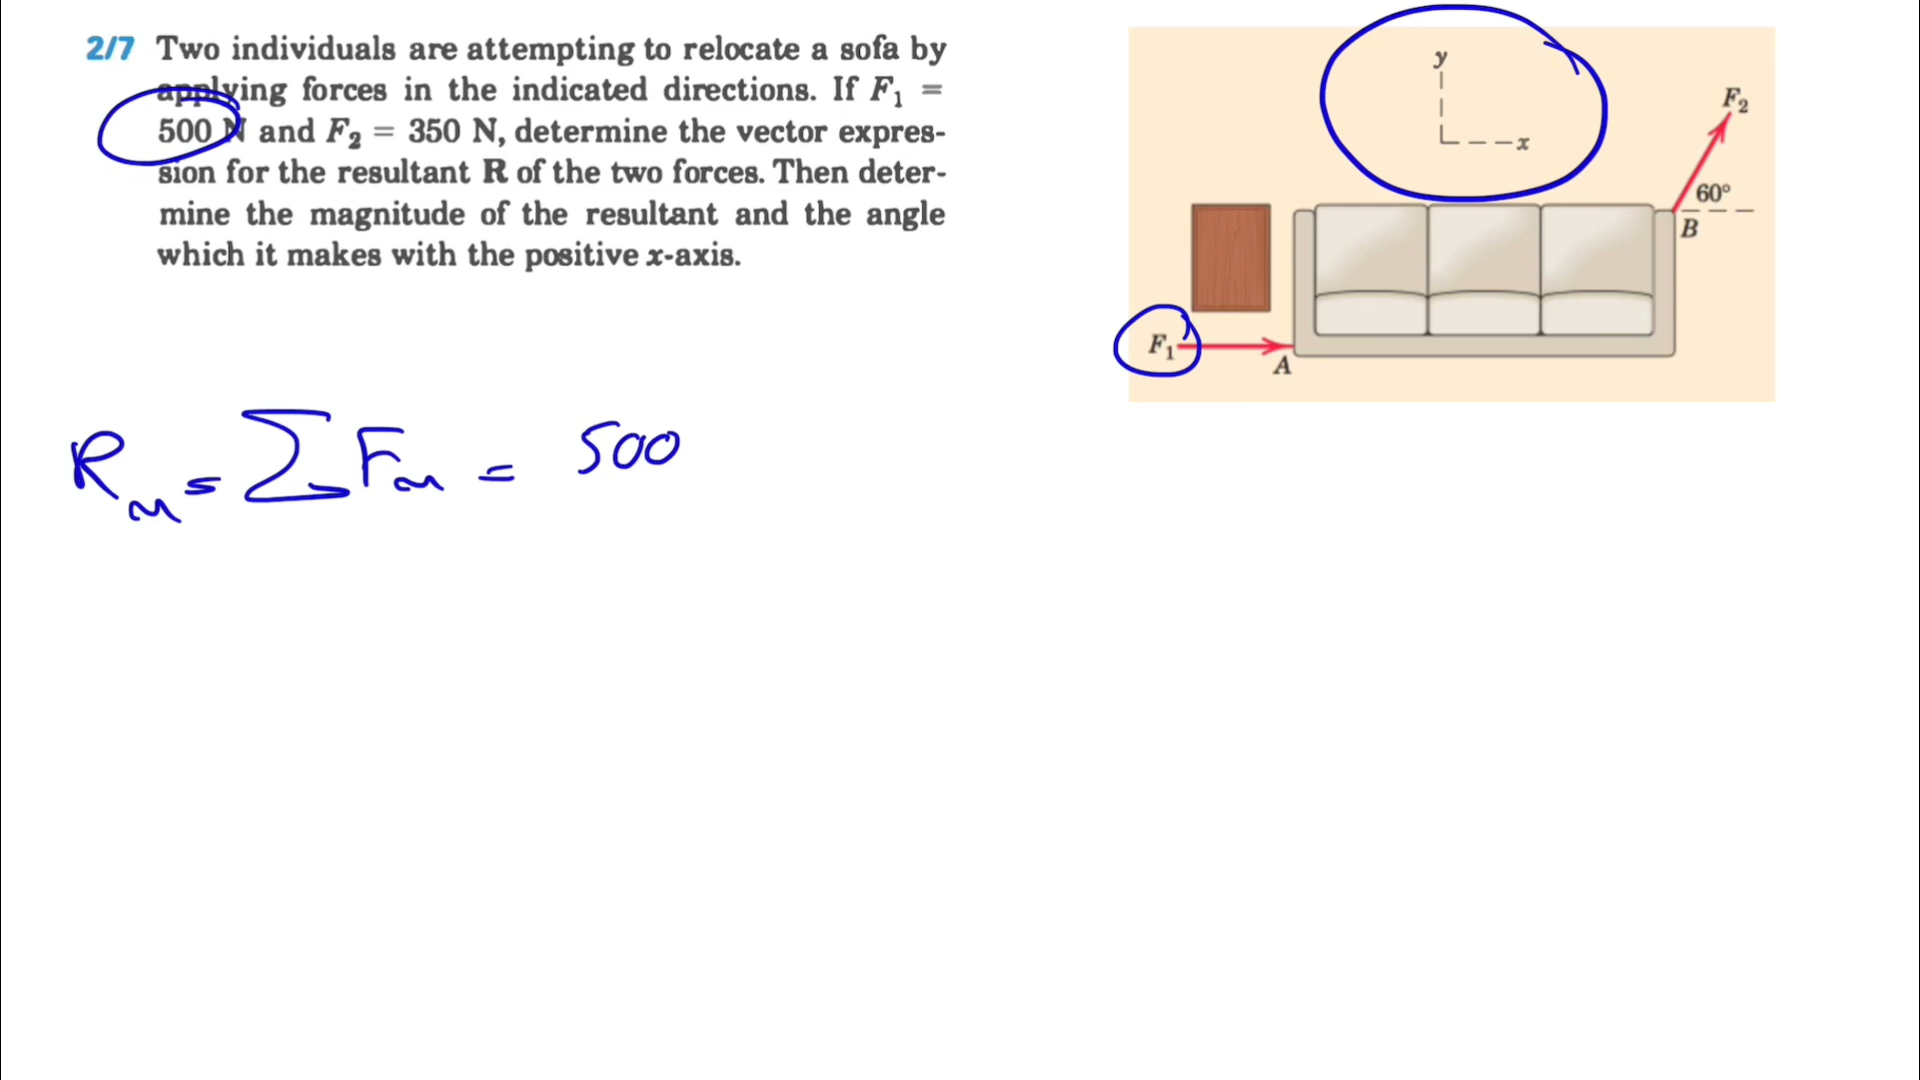 2/7 Two individuals are attempting to relocate a sofa by
applying forces in the indicated directions. If F₁ =
500 N and F₂ = 350 N, determine the vector expres-
sion for the resultant R of the two forces. Then deter-
mine the magnitude of the resultant and the angle
which it makes with the positive x-axis.
y
x
F₂
60°
B
F₁
A
Rₓ = ∑Fₓ = 500